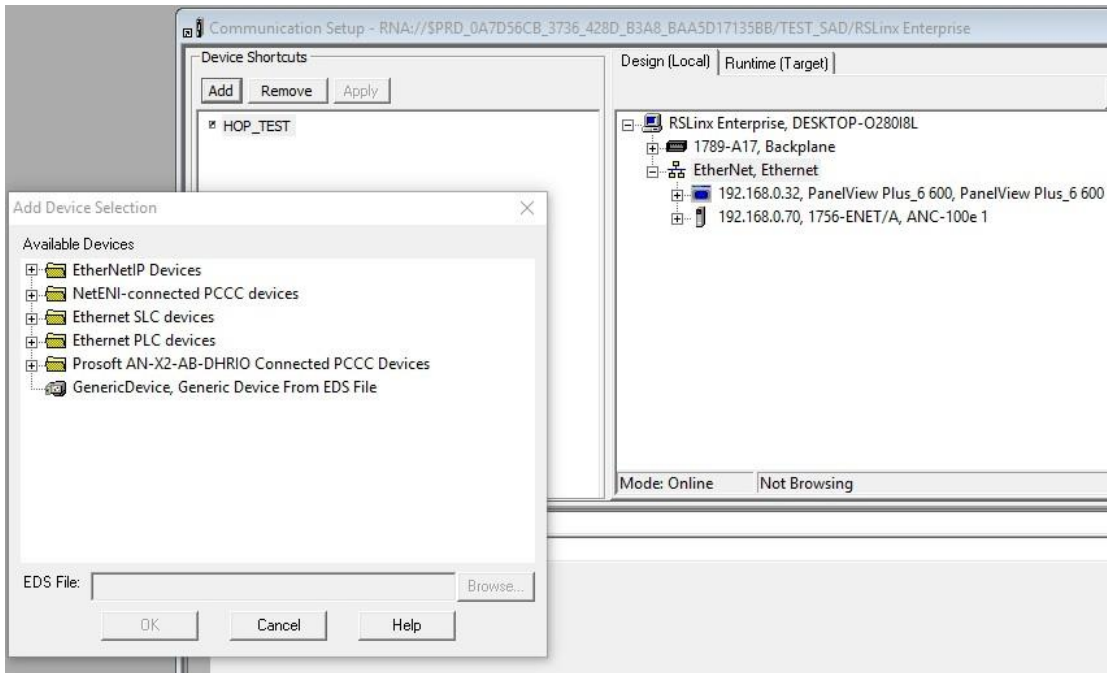 Communication Setup - RNA://$PRD_0A7D56CB_3736_428D_B3A8_BAA5D17135BB/TEST_SAD/RSLinx Enterprise
Device Shortcuts
Add Remove Apply
HOP_TEST
Design (Local) Runtime (Target)
RSLinx Enterprise, DESKTOP-O280I8L
1789-A17, Backplane
EtherNet, Ethernet
192.168.0.32, PanelView Plus_6 600, PanelView Plus_6 600
192.168.0.70, 1756-ENET/A, ANC-100e 1
Mode: Online Not Browsing
Add Device Selection
Available Devices
EtherNetIP Devices
NetENI-connected PCCC devices
Ethernet SLC devices
Ethernet PLC devices
Prosoft AN-X2-AB-DHRIO Connected PCCC Devices
GenericDevice, Generic Device From EDS File
EDS File: Browse...
OK Cancel Help